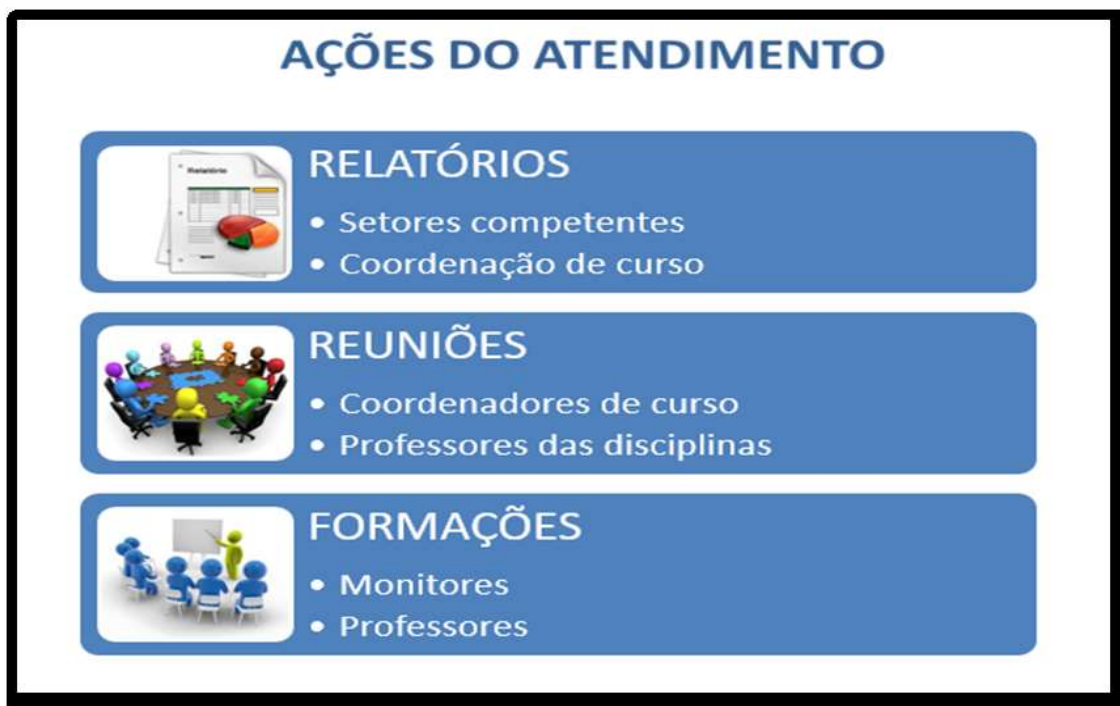 AÇÕES DO ATENDIMENTO
Relatório
RELATÓRIOS
• Setores competentes
• Coordenação de curso
REUNIÕES
• Coordenadores de curso
• Professores das disciplinas
FORMAÇÕES
• Monitores
• Professores